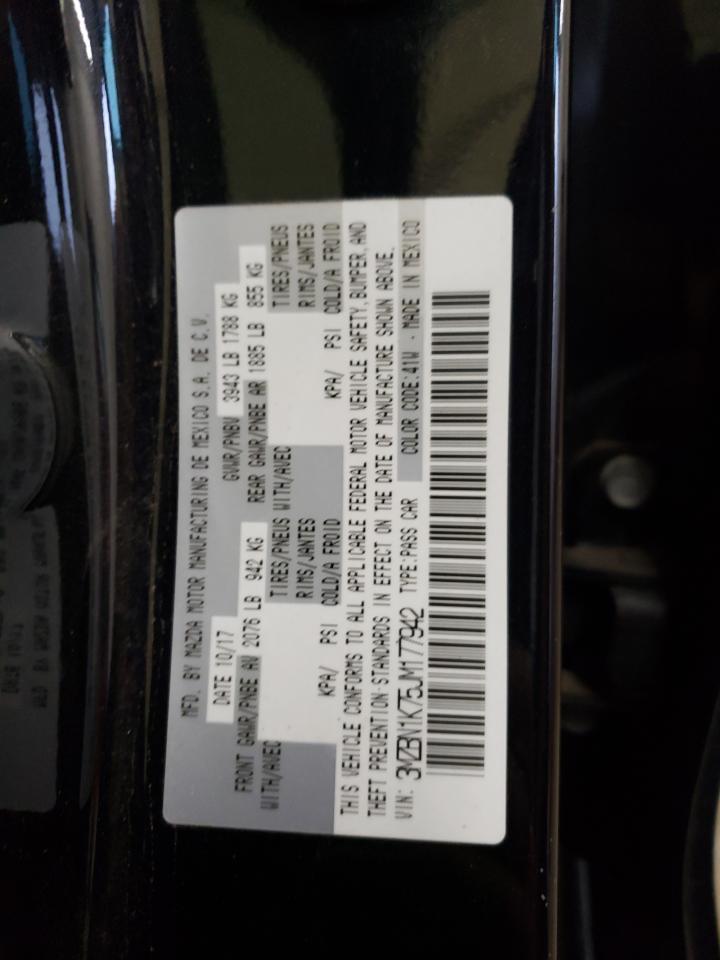 MFD. BY MAZDA MOTOR MANUFACTURING DE MEXICO S.A. DE C.V.
DATE 10/17 GVWR/PNBV 3943 LB 1788 KG
FRONT GAWR/PNBE AV 2076 LB 942 KG REAR GAWR/PNBE AR 1885 LB 855 KG
WITH/AVEC TIRES/PNEUS WITH/AVEC TIRES/PNEUS
RIMS/JANTES RIMS/JANTES
KPA/ PSI COLD/A FROID KPA/ PSI COLD/A FROID
THIS VEHICLE CONFORMS TO ALL APPLICABLE FEDERAL MOTOR VEHICLE SAFETY, BUMPER, AND
THEFT PREVENTION STANDARDS IN EFFECT ON THE DATE OF MANUFACTURE SHOWN ABOVE.
VIN: 3MZBN1K75JM177942 TYPE:PASS CAR COLOR CODE:41W - MADE IN MEXICO